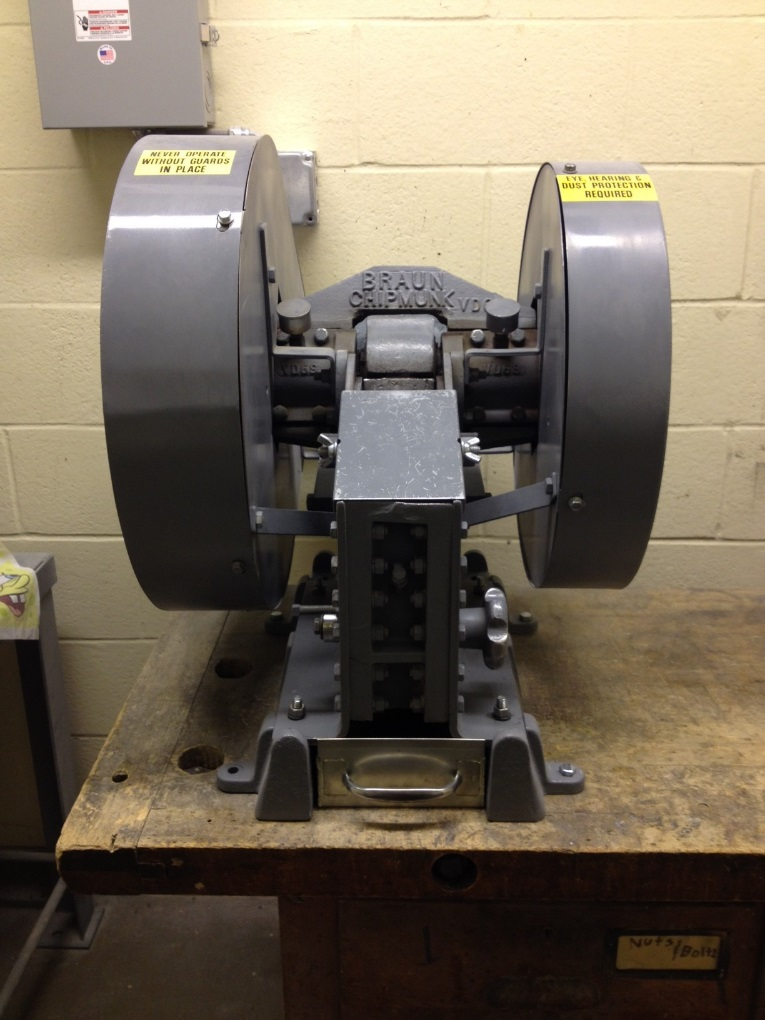 NEVER OPERATE
WITHOUT GUARDS
IN PLACE
EYE, HEARING &
DUST PROTECTION
REQUIRED
BRAUN
CHIPMUNK VD
Nuts &
Bolts